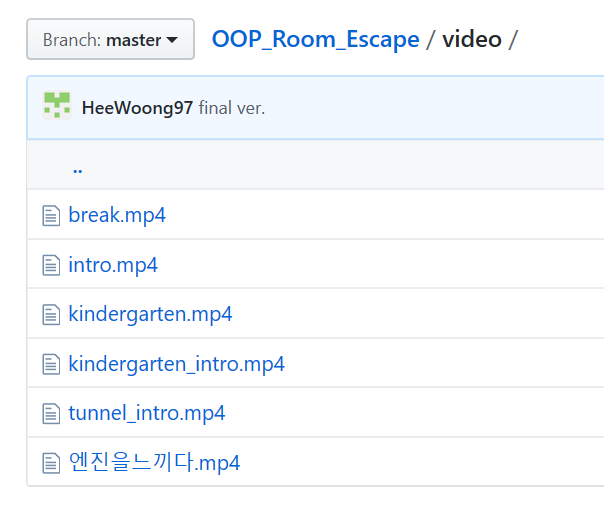 Branch: master OOP_Room_Escape / video /
HeeWoong97 final ver.
..
break.mp4
intro.mp4
kindergarten.mp4
kindergarten_intro.mp4
tunnel_intro.mp4
엔진을느끼다.mp4